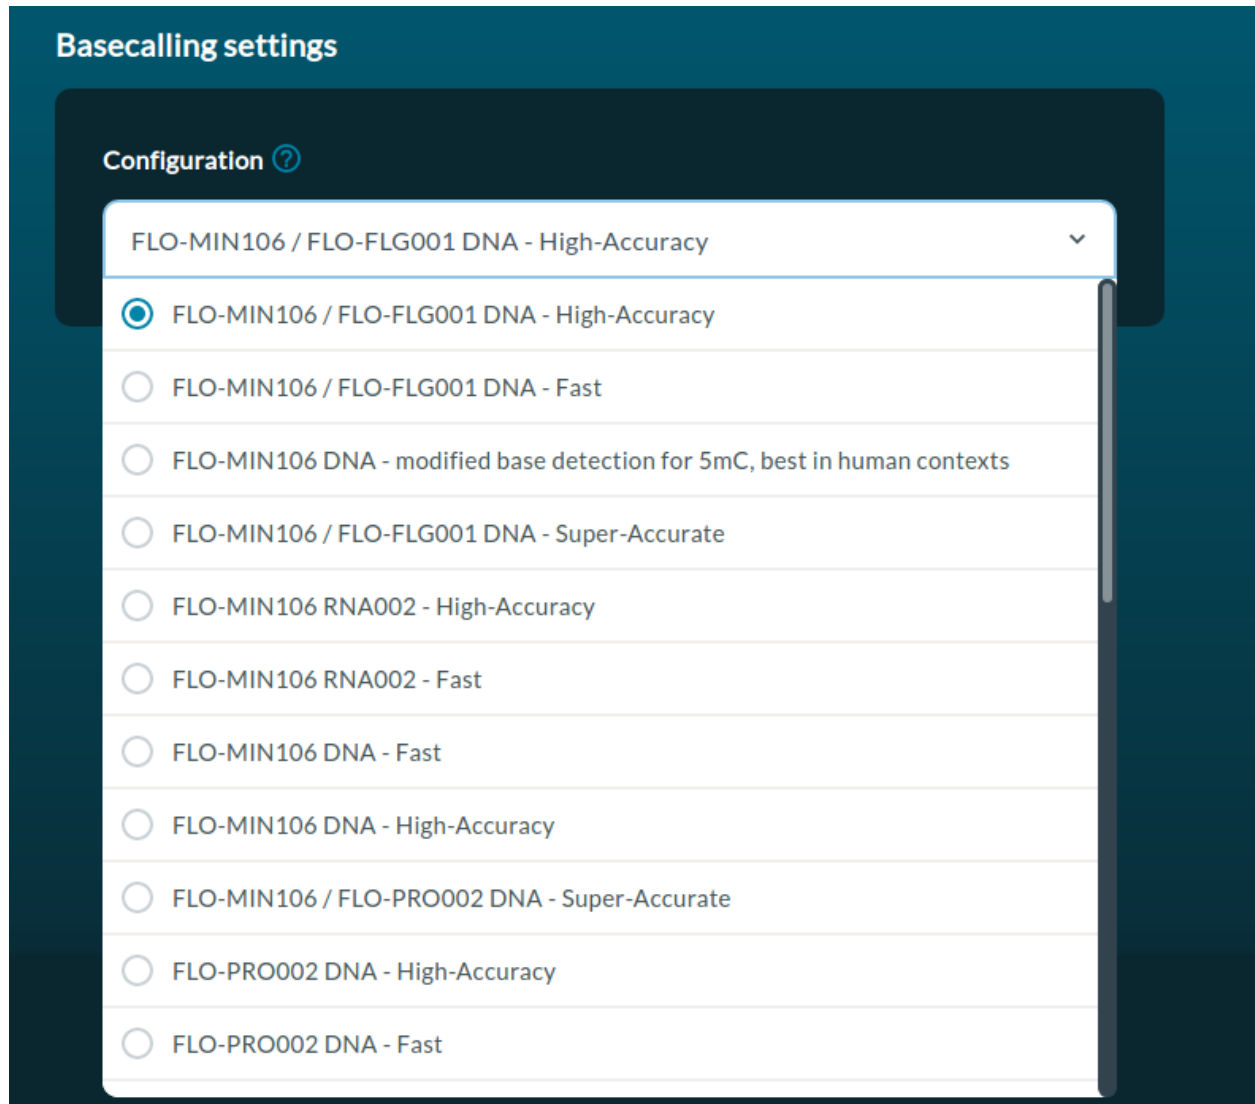 Basecalling settings
Configuration ?
FLO-MIN106 / FLO-FLG001 DNA - High-Accuracy
FLO-MIN106 / FLO-FLG001 DNA - High-Accuracy
FLO-MIN106 / FLO-FLG001 DNA - Fast
FLO-MIN106 DNA - modified base detection for 5mC, best in human contexts
FLO-MIN106 / FLO-FLG001 DNA - Super-Accurate
FLO-MIN106 RNA002 - High-Accuracy
FLO-MIN106 RNA002 - Fast
FLO-MIN106 DNA - Fast
FLO-MIN106 DNA - High-Accuracy
FLO-MIN106 / FLO-PRO002 DNA - Super-Accurate
FLO-PRO002 DNA - High-Accuracy
FLO-PRO002 DNA - Fast